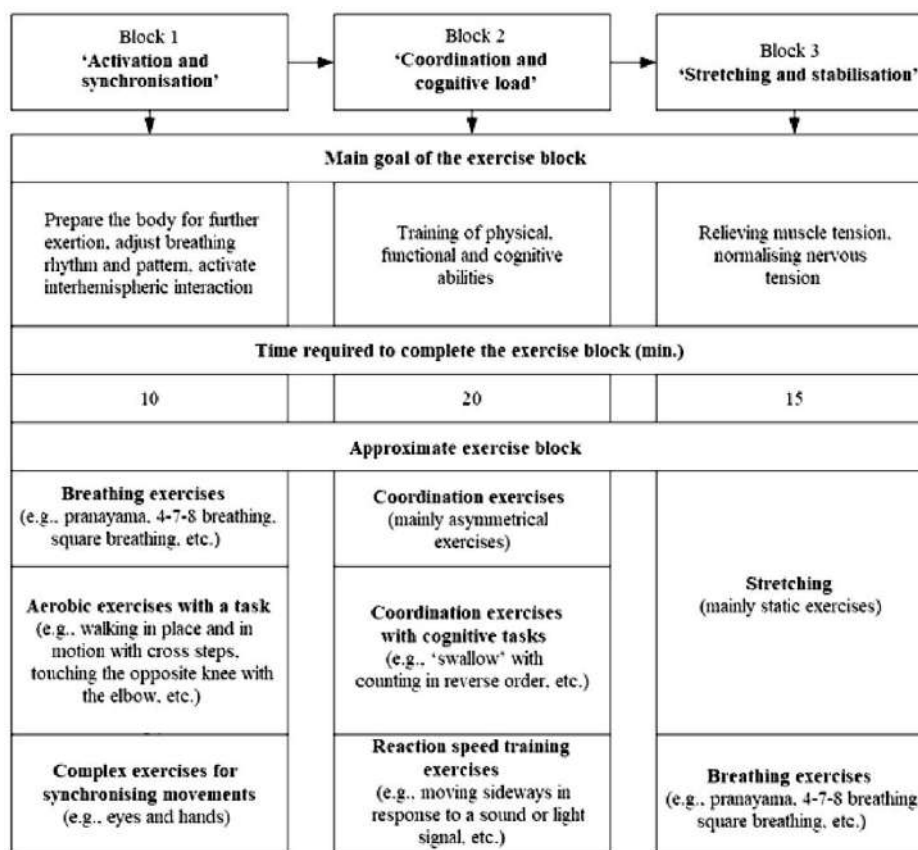 Block 1
'Activation and
synchronisation'
Block 2
'Coordination and
cognitive load'
Block 3
'Stretching and stabilisation'
Main goal of the exercise block
Prepare the body for further
exertion, adjust breathing
rhythm and pattern, activate
interhemispheric interaction
Training of physical,
functional and cognitive
abilities
Relieving muscle tension,
normalising nervous
tension
Time required to complete the exercise block (min.)
10
20
15
Approximate exercise block
Breathing exercises
(e.g., pranayama, 4-7-8 breathing,
square breathing, etc.)
Coordination exercises
(mainly asymmetrical
exercises)
Stretching
(mainly static exercises)
Aerobic exercises with a task
(e.g., walking in place and in
motion with cross steps,
touching the opposite knee with
the elbow, etc.)
Coordination exercises
with cognitive tasks
(e.g., 'swallow' with
counting in reverse order, etc.)
Complex exercises for
synchronising movements
(e.g., eyes and hands)
Reaction speed training
exercises
(e.g., moving sideways in
response to a sound or light
signal, etc.)
Breathing exercises
(e.g., pranayama, 4-7-8 breathing,
square breathing, etc.)